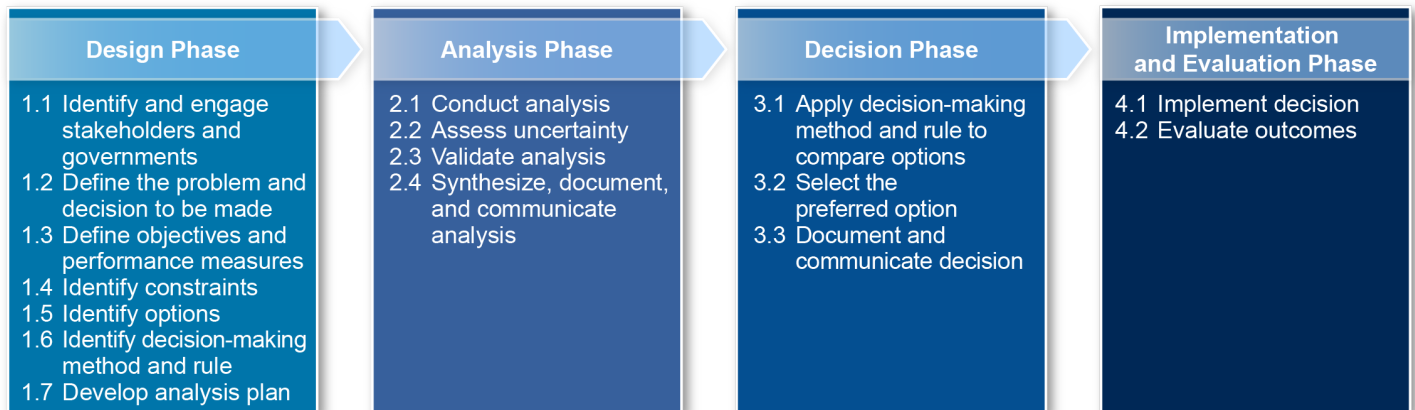 Design Phase
1.1 Identify and engage
stakeholders and
governments
1.2 Define the problem and
decision to be made
1.3 Define objectives and
performance measures
1.4 Identify constraints
1.5 Identify options
1.6 Identify decision-making
method and rule
1.7 Develop analysis plan
Analysis Phase
2.1 Conduct analysis
2.2 Assess uncertainty
2.3 Validate analysis
2.4 Synthesize, document,
and communicate
analysis
Decision Phase
3.1 Apply decision-making
method and rule to
compare options
3.2 Select the
preferred option
3.3 Document and
communicate decision
Implementation
and Evaluation Phase
4.1 Implement decision
4.2 Evaluate outcomes